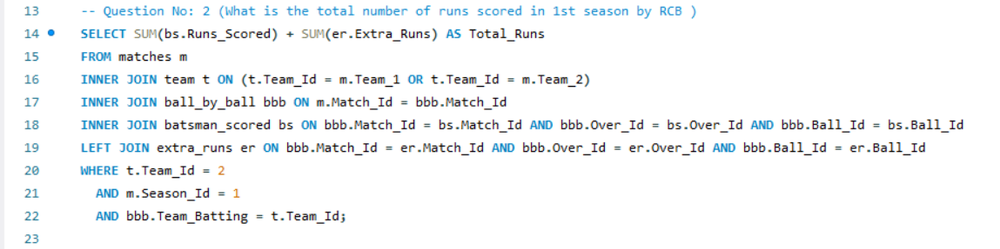 13 -- Question No: 2 (What is the total number of runs scored in 1st season by RCB )
14 SELECT SUM(bs.Runs_Scored) + SUM(er.Extra_Runs) AS Total_Runs
15 FROM matches m
16 INNER JOIN team t ON (t.Team_Id = m.Team_1 OR t.Team_Id = m.Team_2)
17 INNER JOIN ball_by_ball bbb ON m.Match_Id = bbb.Match_Id
18 INNER JOIN batsman_scored bs ON bbb.Match_Id = bs.Match_Id AND bbb.Over_Id = bs.Over_Id AND bbb.Ball_Id = bs.Ball_Id
19 LEFT JOIN extra_runs er ON bbb.Match_Id = er.Match_Id AND bbb.Over_Id = er.Over_Id AND bbb.Ball_Id = er.Ball_Id
20 WHERE t.Team_Id = 2
21 AND m.Season_Id = 1
22 AND bbb.Team_Batting = t.Team_Id;
23